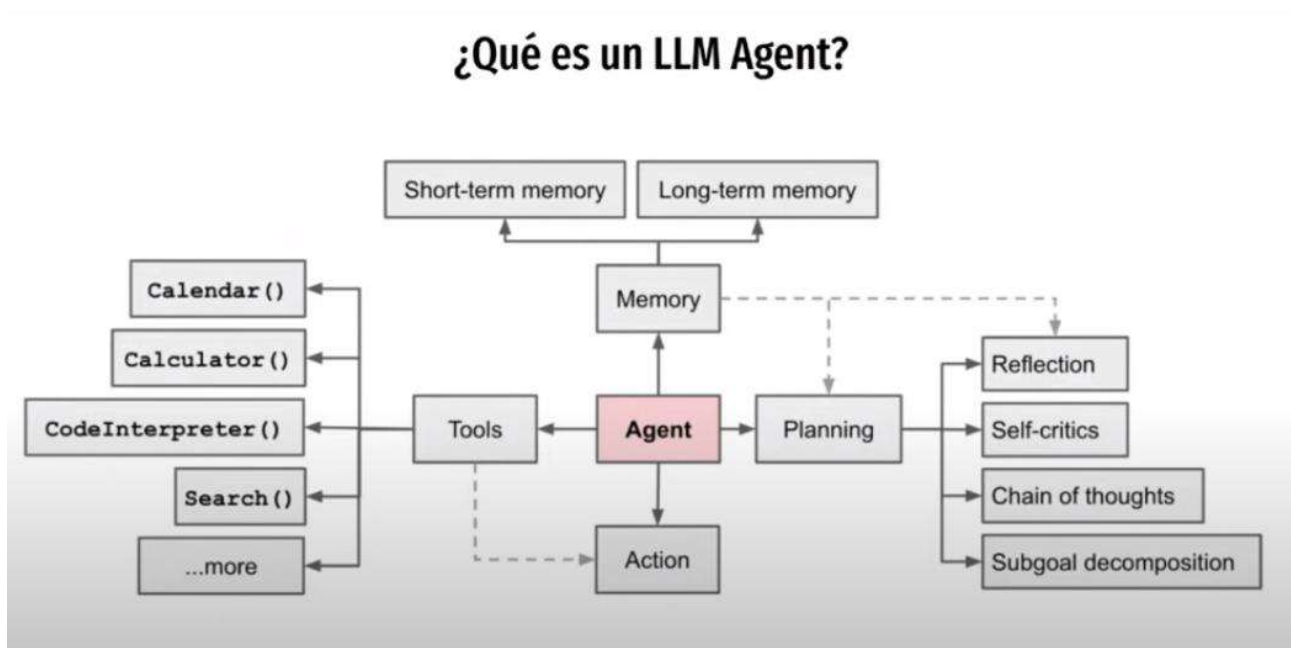 ¿Qué es un LLM Agent?
Short-term memory
Long-term memory
Calendar()
Memory
Calculator()
Reflection
CodeInterpreter()
Tools
Agent
Planning
Self-critics
Search()
Chain of thoughts
...more
Action
Subgoal decomposition